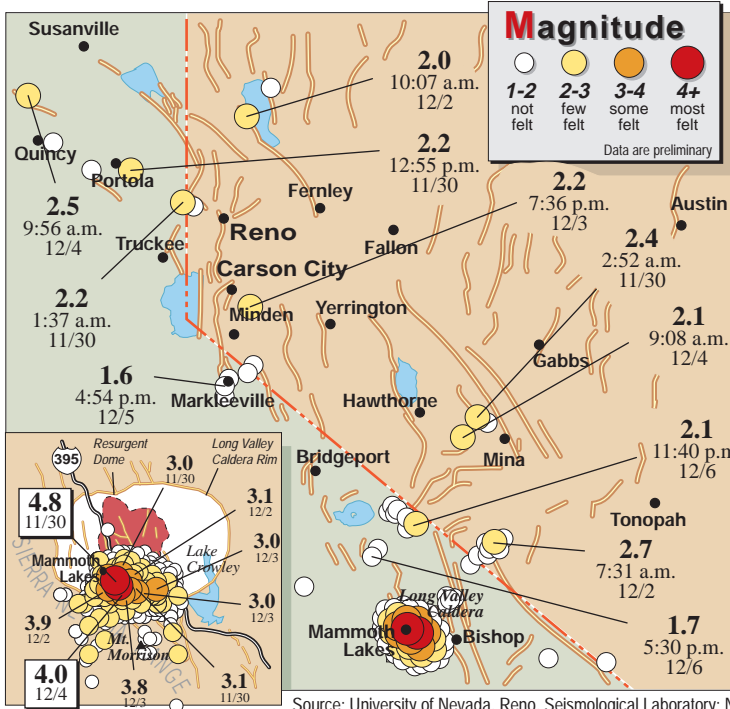 Susanville
Magnitude
1-2
not
felt
2-3
few
felt
3-4
some
felt
4+
most
felt
Data are preliminary
2.0
10:07 a.m.
12/2
2.2
12:55 p.m.
11/30
2.2
7:36 p.m.
12/3
2.4
2:52 a.m.
11/30
2.1
9:08 a.m.
12/4
2.1
11:40 p.m
12/6
2.7
7:31 a.m.
12/2
1.7
5:30 p.m.
12/6
Quincy
Portola
2.5
9:56 a.m.
12/4
Truckee
Reno
Fernley
Fallon
Austin
Carson City
2.2
1:37 a.m.
11/30
Minden
Yerrington
Gabbs
1.6
4:54 p.m.
12/5
Markleeville
Hawthorne
Mina
Bridgeport
Tonopah
Long Valley
Caldera
Mammoth
Lakes
Bishop
395
Resurgent
Dome
Long Valley
Caldera Rim
3.0
11/30
4.8
11/30
3.1
12/2
3.0
12/3
Lake
Crowley
Mammoth
Lakes
3.0
12/3
3.9
12/2
Mt.
Morrison
4.0
12/4
3.8
12/3
3.1
11/30
Source: University of Nevada, Reno, Seismological Laboratory; N